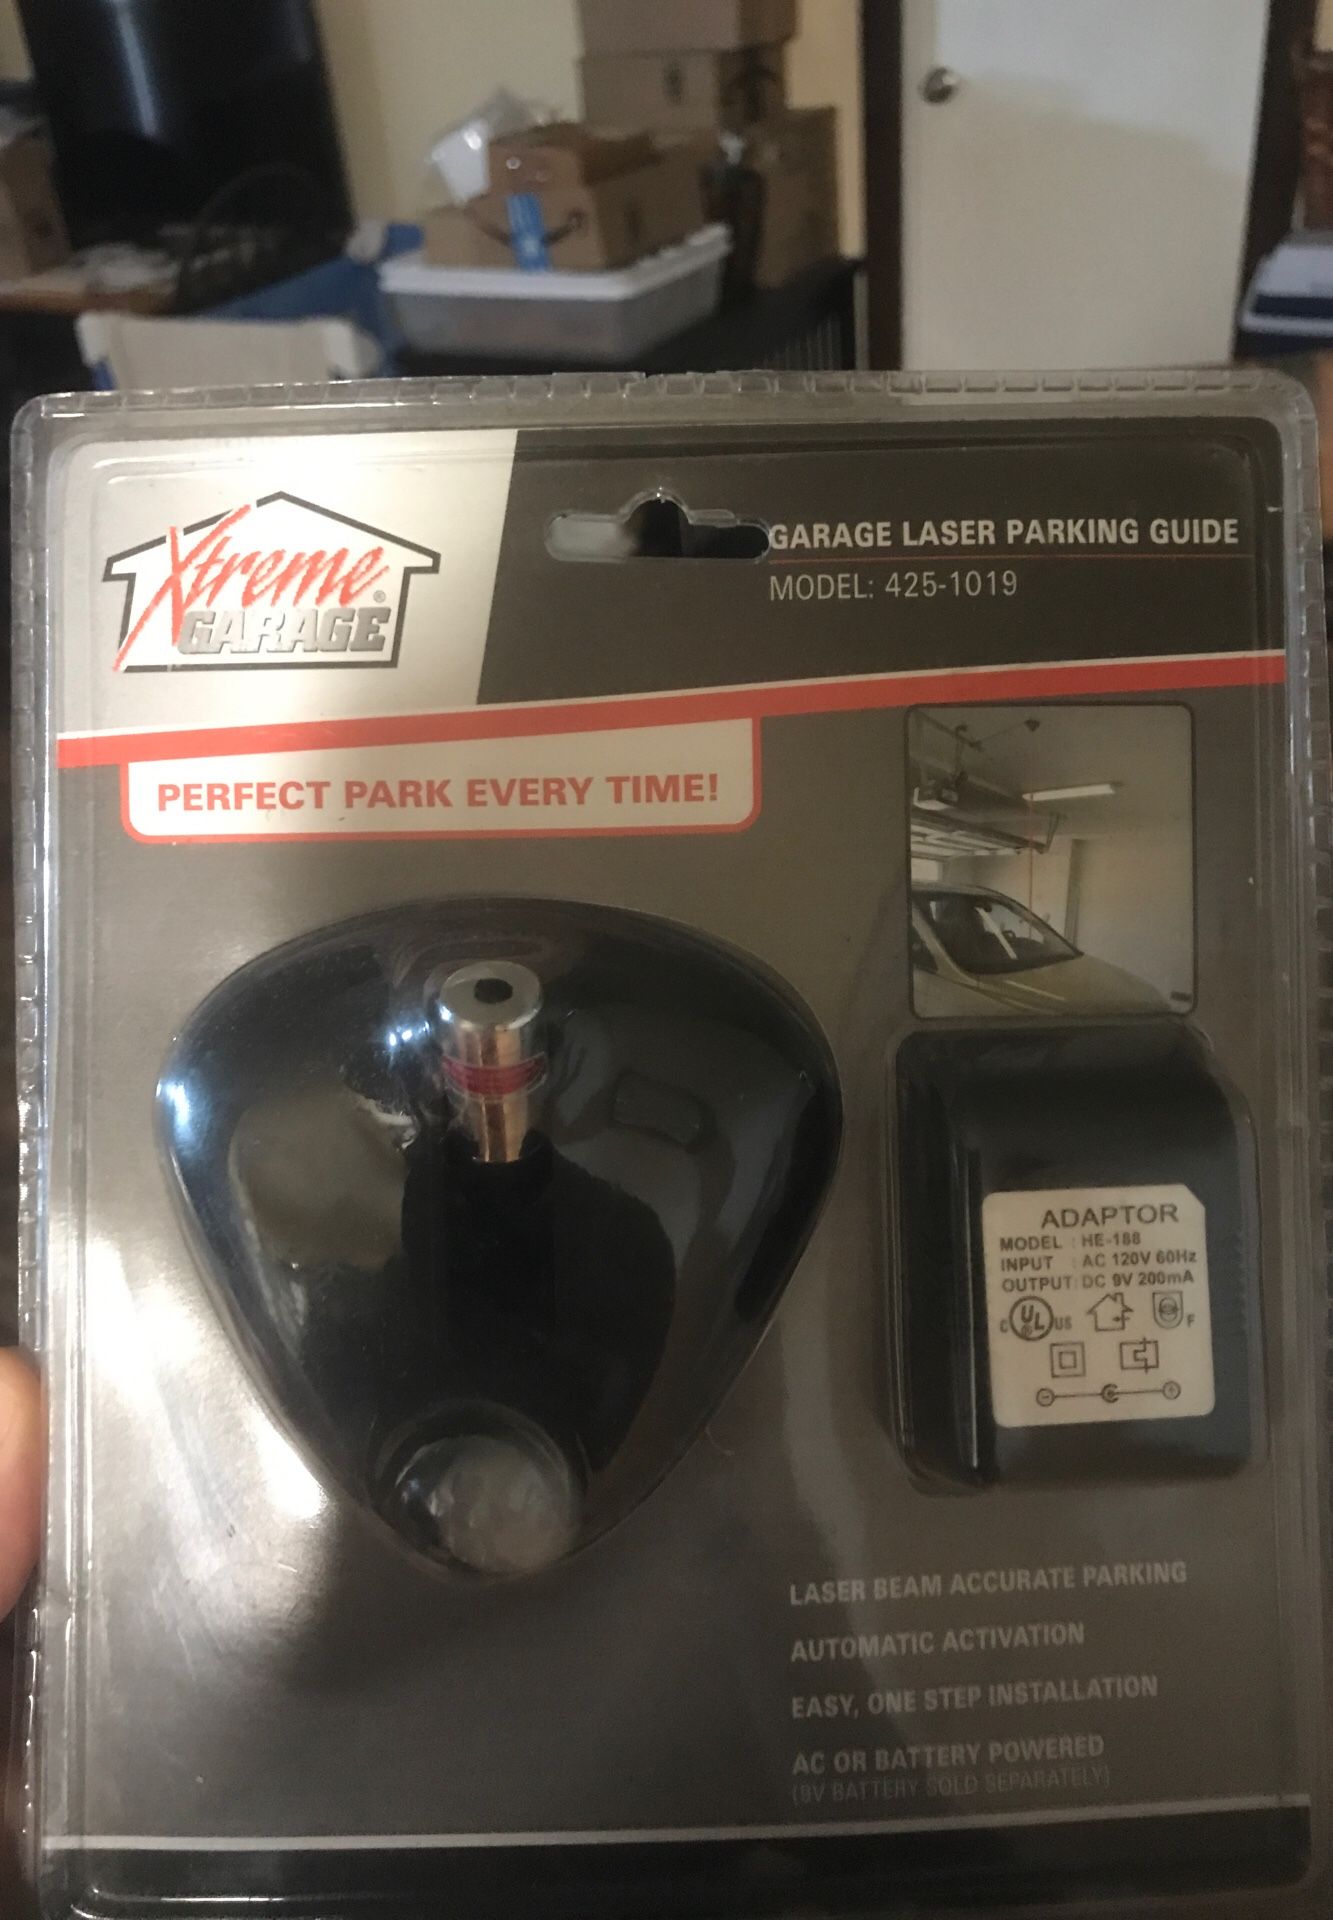 Xtreme
GARAGE®
GARAGE LASER PARKING GUIDE
MODEL: 425-1019
PERFECT PARK EVERY TIME!
ADAPTOR
MODEL : HE-188
INPUT : AC 120V 60Hz
OUTPUT: DC 9V 200mA
C UL® US F
LASER BEAM ACCURATE PARKING
AUTOMATIC ACTIVATION
EASY, ONE STEP INSTALLATION
AC OR BATTERY POWERED
(9V BATTERY SOLD SEPARATELY)